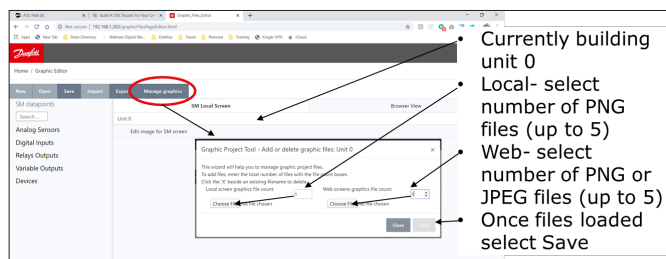 AOL Mail (0)
Build A CNC Router For Your Ow
Graphic_Files_Editor
Not secure | 192.168.1.203/graphicFilesPageEditor.html
Apps New Tab Store Directory Walmart Digital Wa... Danfoss Travel Personal Training Kroger VPN iCloud
Danfoss
Home / Graphic Editor
New Open Save Import Export Manage graphics
SM datapoints
Search ...
Analog Sensors
Digital Inputs
Relays Outputs
Variable Outputs
Devices
SM Local Screen Browser View
Unit 0
Edit image for SM screen
Graphic Project Tool - Add or delete graphic files: Unit 0 ×
This wizard will help you to manage graphic project files.
To add files, enter the total number of files with the file count boxes.
Click the 'X' beside an existing filename to delete.
Local screen graphics file count: 1 Web screens graphics file count:
Choose File No file chosen Choose File No file chosen
Close Save
• Currently building
unit 0
• Local- select
number of PNG
files (up to 5)
• Web- select
number of PNG or
JPEG files (up to 5)
• Once files loaded
select Save